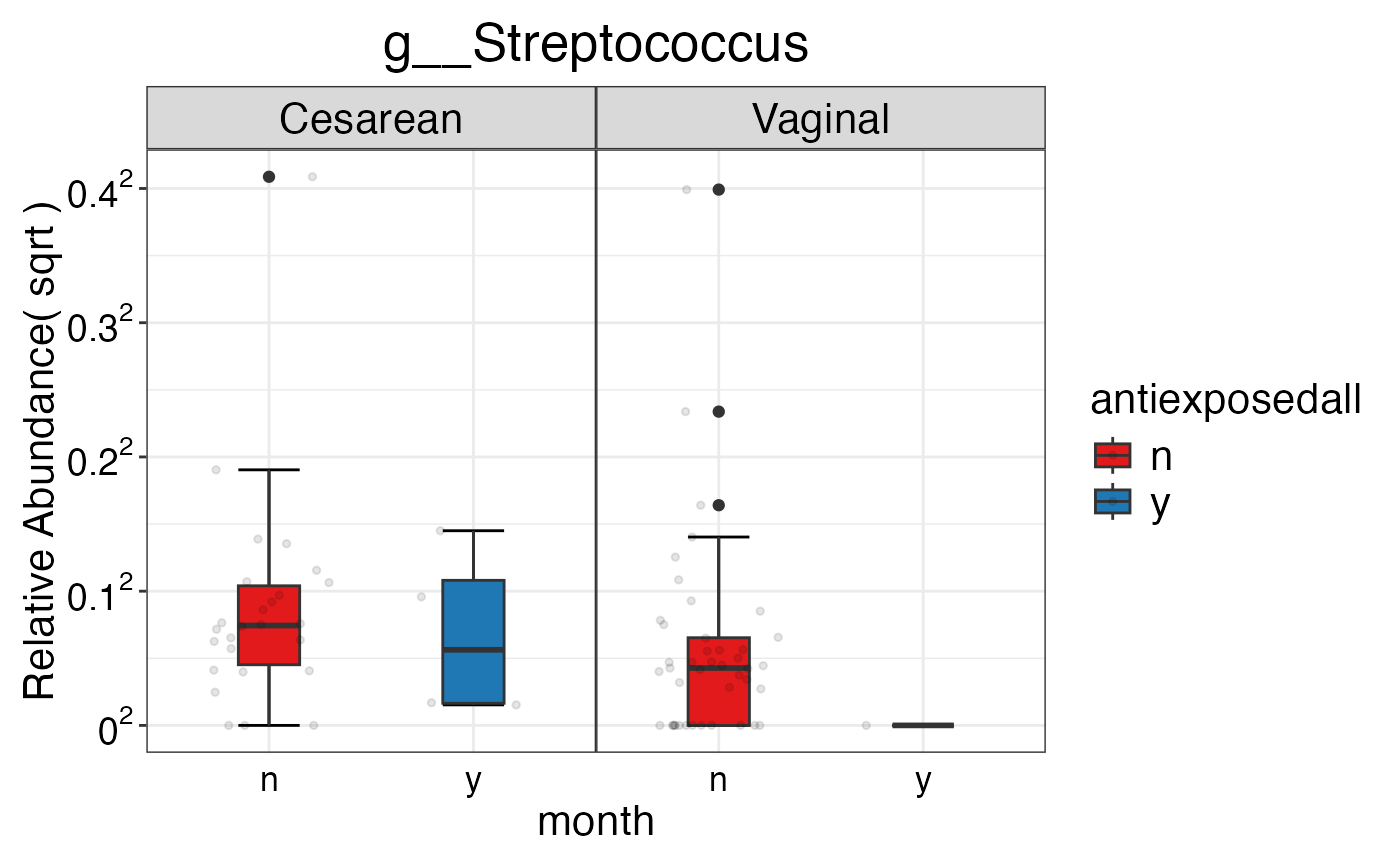 g__Streptococcus
Cesarean Vaginal
Relative Abundance( sqrt )
0.4²
0.3²
0.2²
0.1²
0²
n y n y
month
antiexposedall
n
y